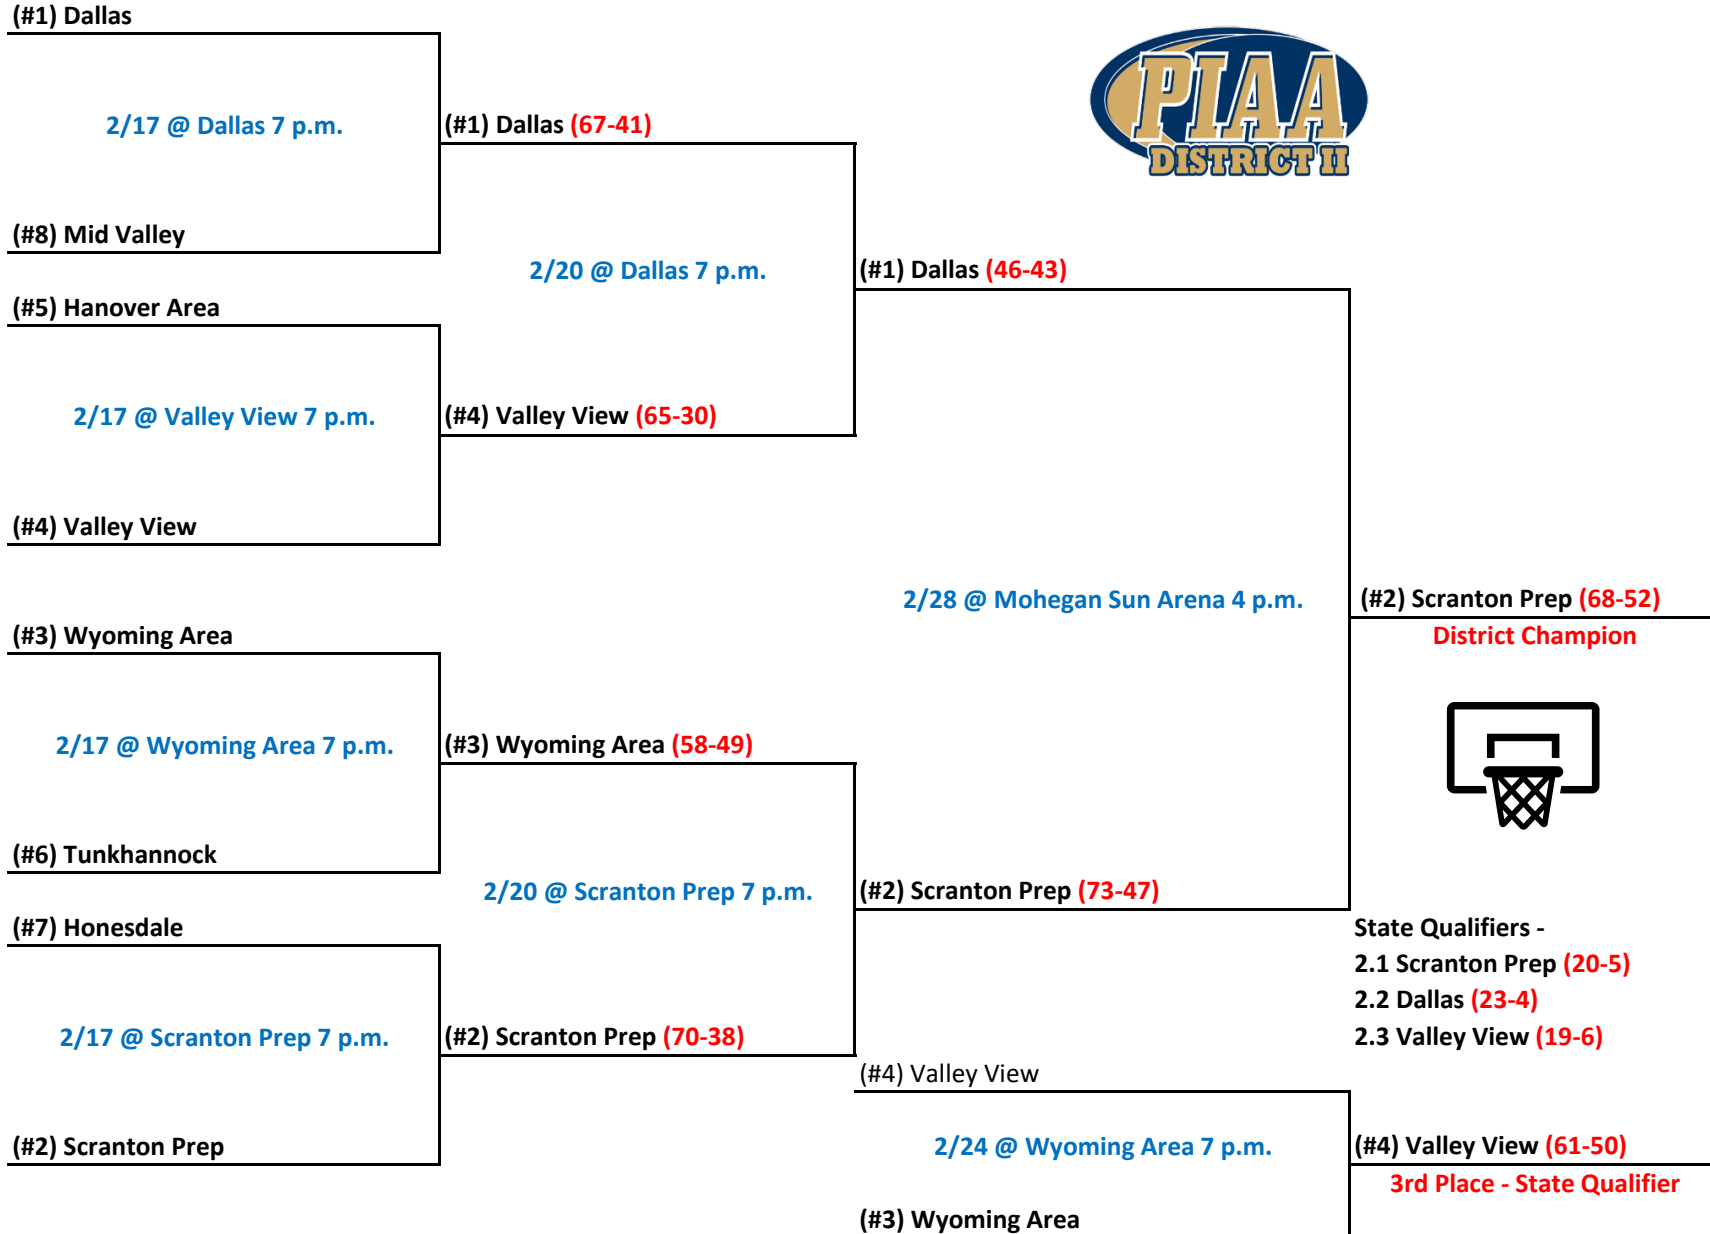 (#1) Dallas
PIAA
DISTRICT II
2/17 @ Dallas 7 p.m.
(#1) Dallas (67-41)
(#8) Mid Valley
2/20 @ Dallas 7 p.m.
(#1) Dallas (46-43)
(#5) Hanover Area
2/17 @ Valley View 7 p.m.
(#4) Valley View (65-30)
(#4) Valley View
2/28 @ Mohegan Sun Arena 4 p.m.
(#2) Scranton Prep (68-52)
District Champion
(#3) Wyoming Area
2/17 @ Wyoming Area 7 p.m.
(#3) Wyoming Area (58-49)
(#6) Tunkhannock
2/20 @ Scranton Prep 7 p.m.
(#2) Scranton Prep (73-47)
(#7) Honesdale
State Qualifiers -
2.1 Scranton Prep (20-5)
2.2 Dallas (23-4)
2.3 Valley View (19-6)
2/17 @ Scranton Prep 7 p.m.
(#2) Scranton Prep (70-38)
(#4) Valley View
(#2) Scranton Prep
2/24 @ Wyoming Area 7 p.m.
(#4) Valley View (61-50)
3rd Place - State Qualifier
(#3) Wyoming Area